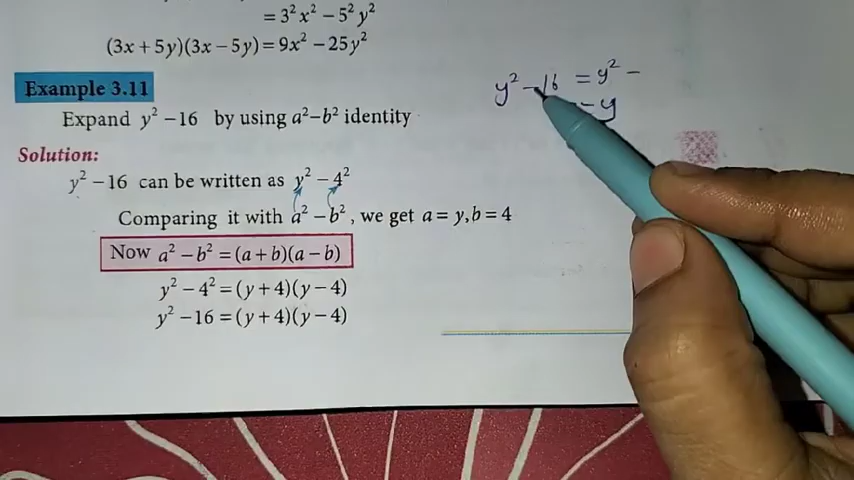 = 3²x² − 5²y²
(3x + 5y)(3x − 5y) = 9x² − 25y²
Example 3.11
Expand y² − 16 by using a² − b² identity
Solution:
y² − 16 can be written as y² − 4²
Comparing it with a² − b², we get a = y, b = 4
Now a² − b² = (a + b)(a − b)
y² − 4² = (y + 4)(y − 4)
y² − 16 = (y + 4)(y − 4)
y² − 16 = y² −
− y